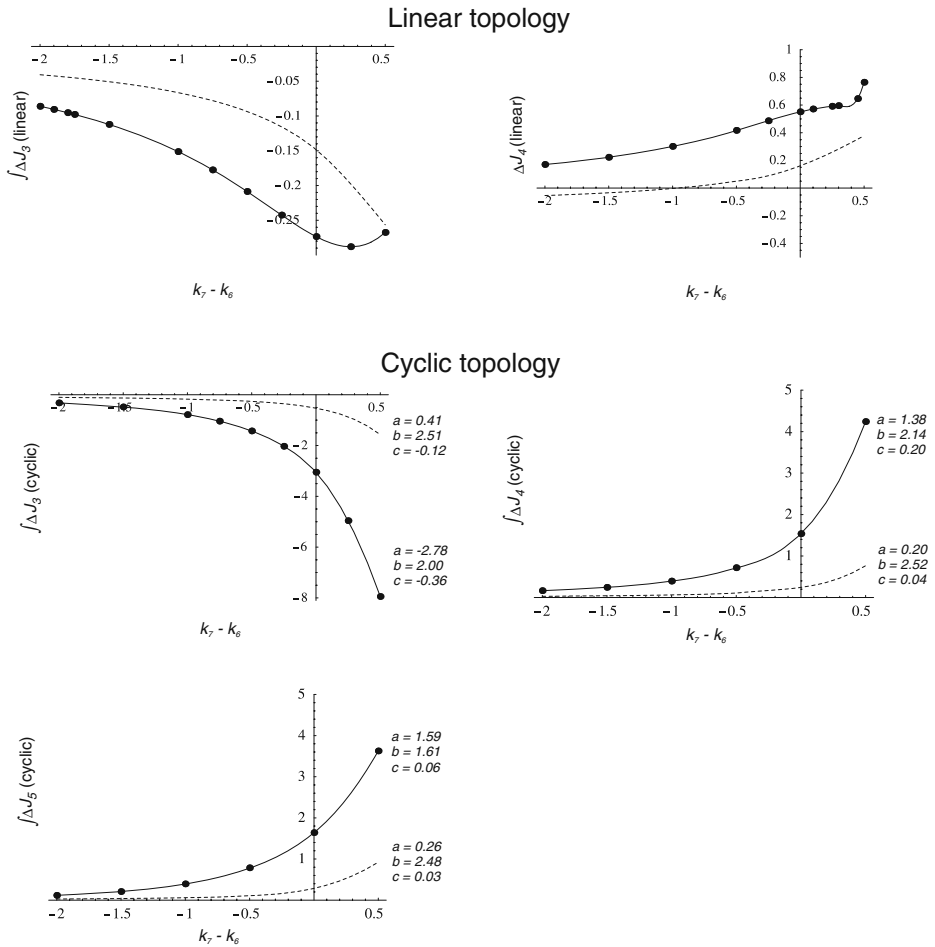 Linear topology
-2 -1 -0.5 0.5
-0.05
-0.1
-0.15
-0.2
-0.25
∫ΔJ3 (linear)
k7 - k6
1
0.8
0.6
0.4
0.2
-2 -1.5 -1 -0.5 0.5
-0.2
-0.4
ΔJ4 (linear)
k7 - k6
Cyclic topology
-2 -1.5 -1 -0.5 0.5
-2
-4
-6
-8
∫ΔJ3 (cyclic)
a = 0.41
b = 2.51
c = -0.12
a = -2.78
b = 2.00
c = -0.36
k7 - k6
5
4
3
2
1
-2 -1.5 -1 -0.5 0.5
∫ΔJ4 (cyclic)
a = 1.38
b = 2.14
c = 0.20
a = 0.20
b = 2.52
c = 0.04
k7 - k6
5
4
3
2
1
-2 -1.5 -1 -0.5 0.5
∫ΔJ5 (cyclic)
a = 1.59
b = 1.61
c = 0.06
a = 0.26
b = 2.48
c = 0.03
k7 - k6